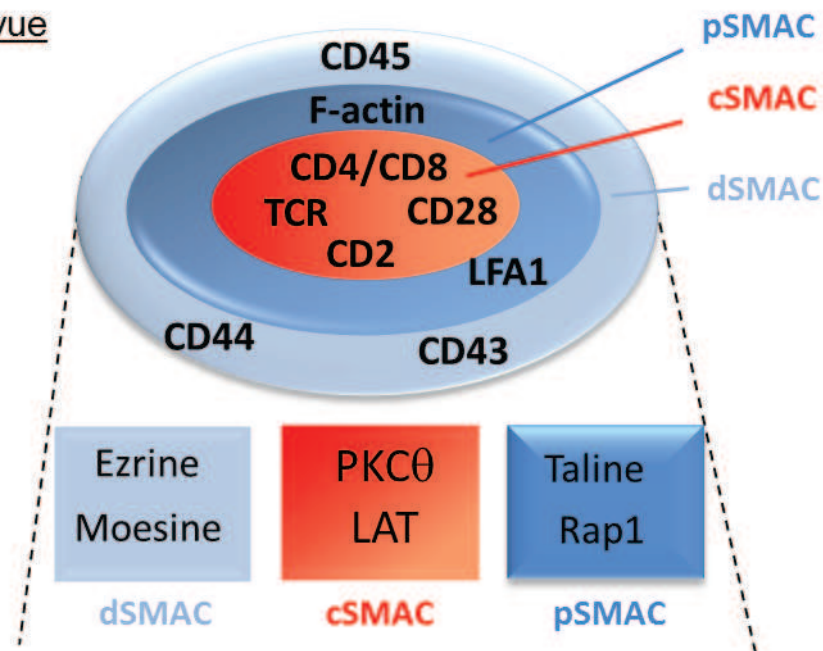 vue
CD45
F-actin
CD4/CD8
TCR CD28
CD2
LFA1
CD44
CD43
pSMAC
cSMAC
dSMAC
Ezrine
Moesine
PKCθ
LAT
Taline
Rap1
dSMAC
cSMAC
pSMAC